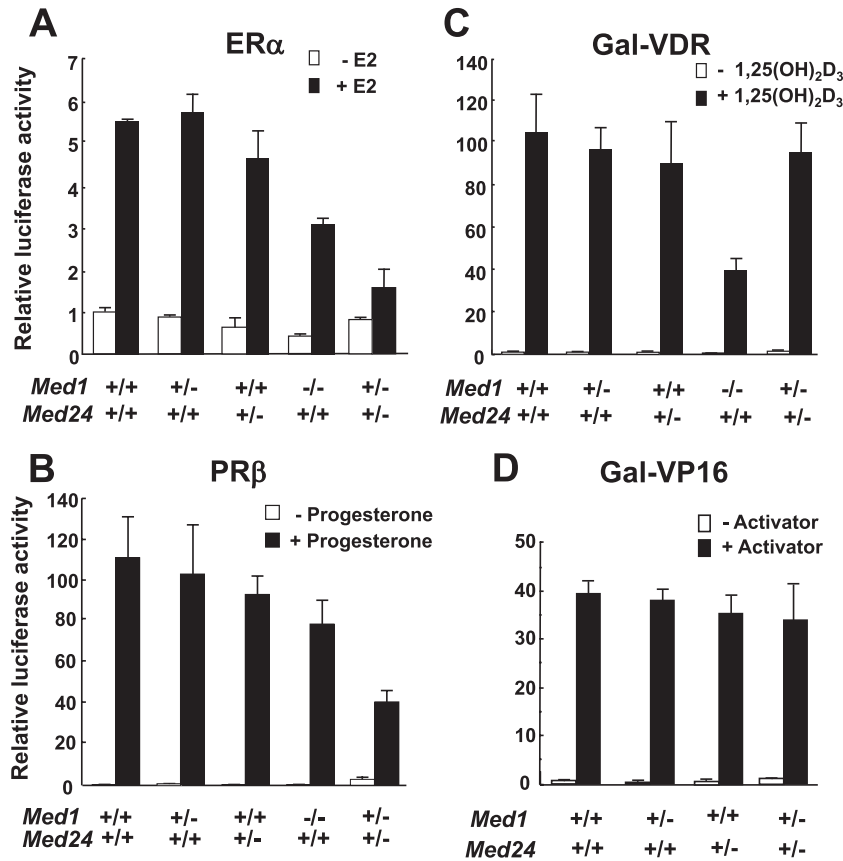 A
ERα
- E2
+ E2
Relative luciferase activity
7
6
5
4
3
2
1
0
Med1 +/+ +/- +/+ -/- +/-
Med24 +/+ +/+ +/- +/+ +/-
C
Gal-VDR
- 1,25(OH)₂D₃
+ 1,25(OH)₂D₃
140
120
100
80
60
40
20
0
Med1 +/+ +/- +/+ -/- +/-
Med24 +/+ +/+ +/- +/+ +/-
B
PRβ
- Progesterone
+ Progesterone
Relative luciferase activity
140
120
100
80
60
40
20
0
Med1 +/+ +/- +/+ -/- +/-
Med24 +/+ +/+ +/- +/+ +/-
D
Gal-VP16
- Activator
+ Activator
50
40
30
20
10
0
Med1 +/+ +/- +/+ +/-
Med24 +/+ +/+ +/- +/-